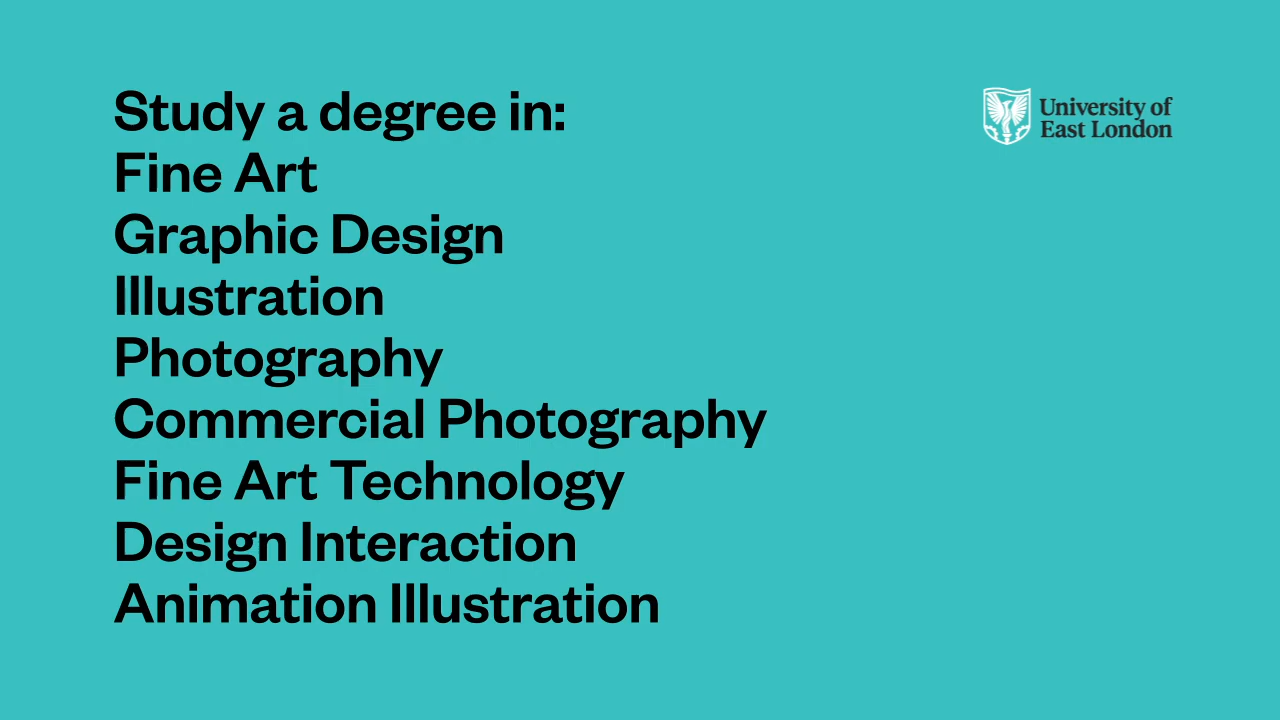 Study a degree in:
Fine Art
Graphic Design
Illustration
Photography
Commercial Photography
Fine Art Technology
Design Interaction
Animation Illustration
University of
East London